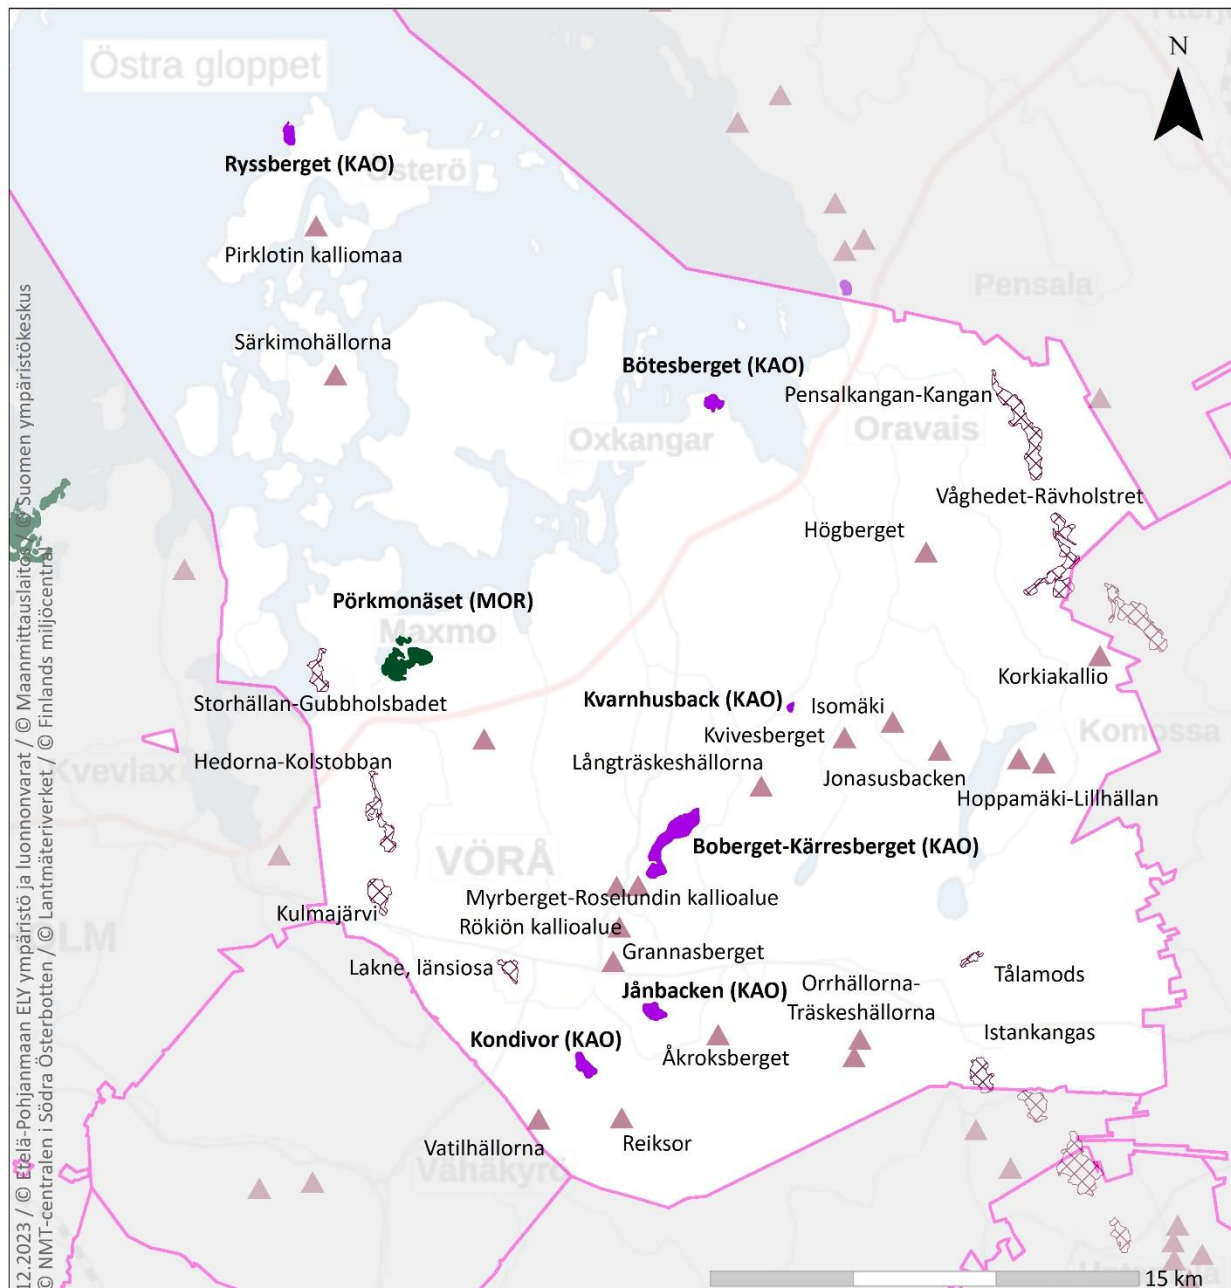 N
Östra gloppet
Ryssberget (KAO)
Österö
Pirklotin kalliomaa
Särkimohällorna
Pensala
Bötesberget (KAO)
Pensalkangan-Kangan
Oxkangar
Oravais
Våghedet-Rävholstret
Högberget
Pörkmonäset (MOR)
Maxmo
Korkiakallio
Storhällan-Gubbholsbadet
Kvarnhusback (KAO)
Isomäki
Kvivesberget
Komossa
Kvevlax
Hedorna-Kolstobban
Långträskeshällorna
Jonasusbacken
Hoppamäki-Lillhällan
VÖRÅ
Boberget-Kärresberget (KAO)
Myrberget-Roselundin kallioalue
Kulmajärvi
Rökiön kallioalue
Grannasberget
Lakne, länsiosa
Tålamods
Orrhällorna-
Träskeshällorna
Jånbacken (KAO)
Istankangas
Kondivor (KAO)
Åkroksberget
Vatilhällorna
Reiksor
Vähäkyrö
15 km
12.2023 / © Etelä-Pohjanmaan ELY ympäristö ja luonnonvarat / © Maanmittauslaitos / © Suomen ympäristökeskus
© NMT-centralen i Södra Österbotten / © Lantmäteriverket / © Finlands miljöcentral